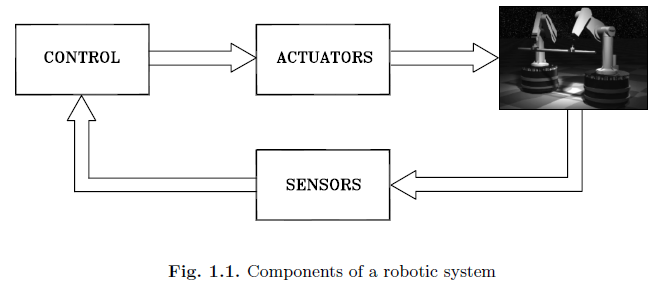 CONTROL
ACTUATORS
SENSORS
Fig. 1.1. Components of a robotic system